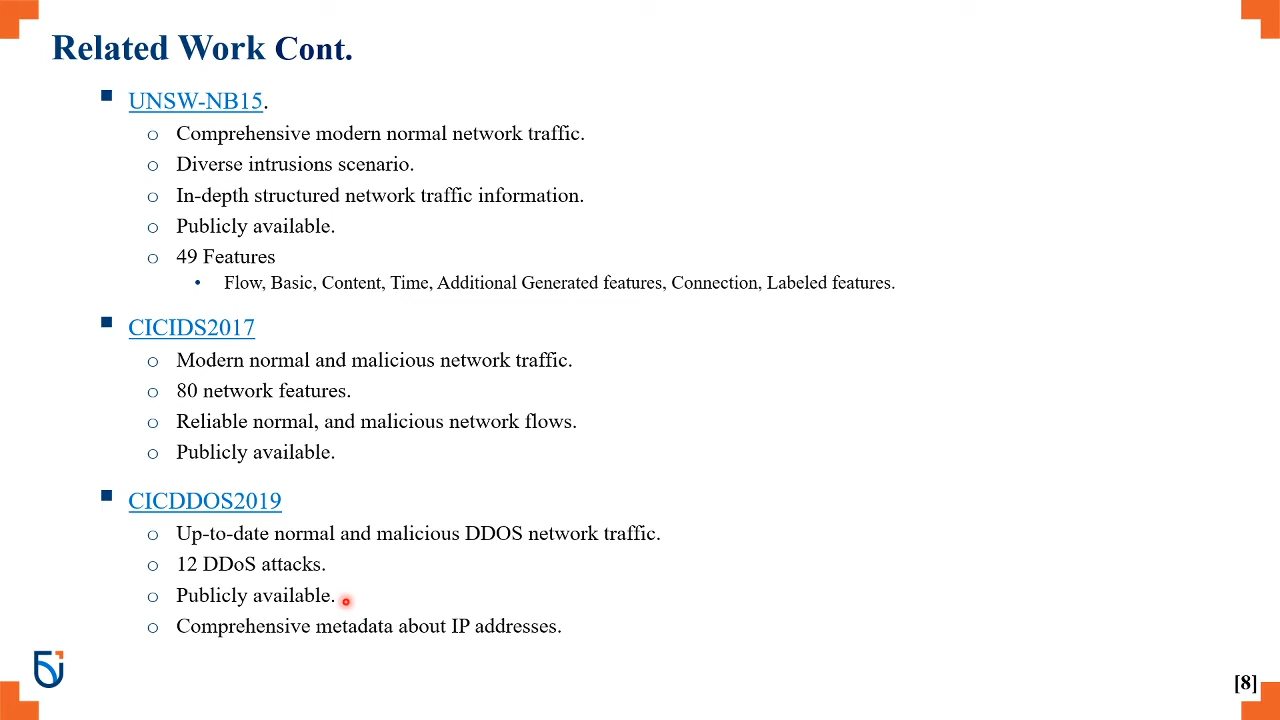 Related Work Cont.
UNSW-NB15.
Comprehensive modern normal network traffic.
Diverse intrusions scenario.
In-depth structured network traffic information.
Publicly available.
49 Features
Flow, Basic, Content, Time, Additional Generated features, Connection, Labeled features.
CICIDS2017
Modern normal and malicious network traffic.
80 network features.
Reliable normal, and malicious network flows.
Publicly available.
CICDDOS2019
Up-to-date normal and malicious DDOS network traffic.
12 DDoS attacks.
Publicly available.
Comprehensive metadata about IP addresses.
[8]